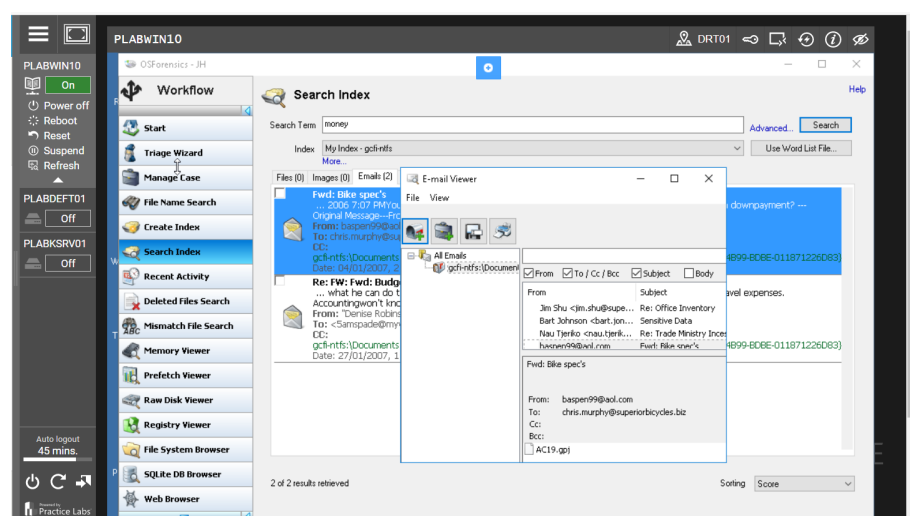 PLABWIN10
DRT01
PLABWIN10
On
Power off
Reboot
Reset
Suspend
Refresh
PLABDEFT01
Off
PLABKSRV01
Off
Auto logout
45 mins.
Powered by
Practice Labs
OSForensics - JH
Workflow
Start
Triage Wizard
Manage Case
File Name Search
Create Index
Search Index
Recent Activity
Deleted Files Search
Mismatch File Search
Memory Viewer
Prefetch Viewer
Raw Disk Viewer
Registry Viewer
File System Browser
SQLite DB Browser
Web Browser
Search Index
Help
Search Term money
Advanced... Search
Index My Index - gcfi-ntfs
Use Word List File...
More...
Files (0) Images (0) Emails (2)
Fwd: Bike spec's
... 2006 7:07 PMYou
downpayment? ---
Original Message---Fro
From: baspen99@aol
To: chris.murphy@su
CC:
gcfi-ntfs:\Documents
4B99-BDBE-011871226D83)
Date: 04/01/2007, 2
Re: FW: Fwd: Budg
... what he can do t
avel expenses.
Accountingwon't kno
From: "Denise Robins
To: <5amspade@my
CC:
gcfi-ntfs:\Documents
4B99-BDBE-011871226D83)
Date: 27/01/2007, 1
2 of 2 results retrieved
Sorting Score
E-mail Viewer
File View
All Emails
gcfi-ntfs:\Document
From To / Cc / Bcc Subject Body
From Subject
Jim Shu <jim.shu@supe... Re: Office Inventory
Bart Johnson <bart.jon... Sensitive Data
Nau Tjeriko <nau.tjerik... Re: Trade Ministry Ince
baspen99@aol.com Fwd: Bike spec's
Fwd: Bike spec's
From: baspen99@aol.com
To: chris.murphy@superiorbicycles.biz
Cc:
Bcc:
AC19.gpj